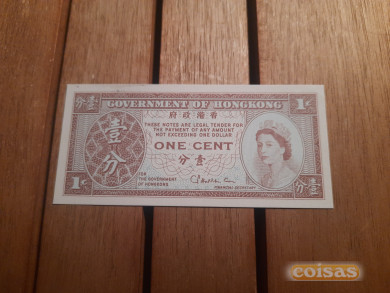 分壹 GOVERNMENT OF HONGKONG 1¢
府政港香
THESE NOTES ARE LEGAL TENDER FOR
THE PAYMENT OF ANY AMOUNT
NOT EXCEEDING ONE DOLLAR
壹分
ONE CENT
分壹
FOR
THE GOVERNMENT
OF HONGKONG
FINANCIAL SECRETARY
1¢
分壹
coisas